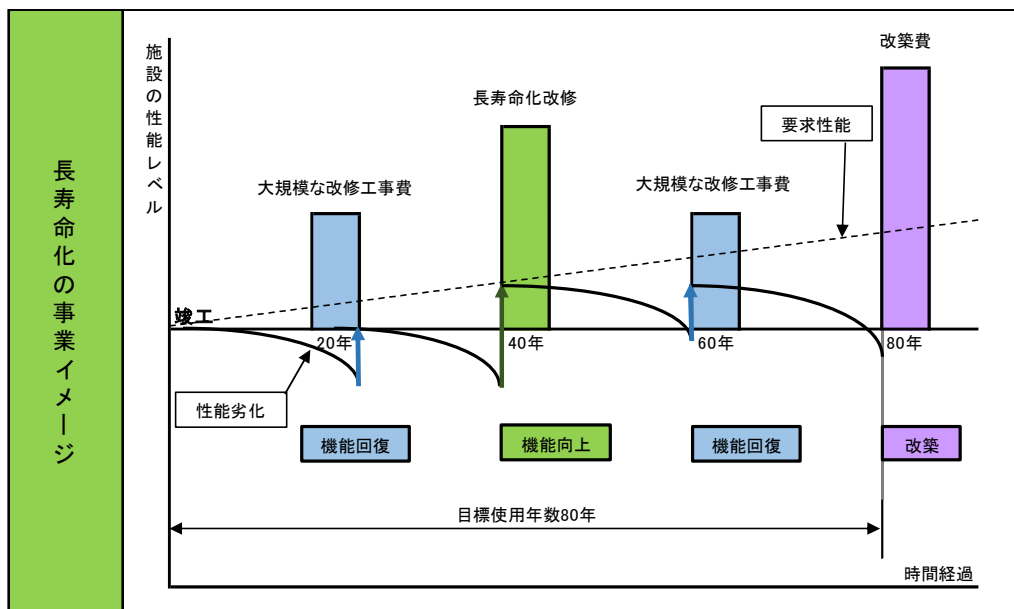 長寿命化の事業イメージ
施設の性能レベル
改築費
長寿命化改修
要求性能
大規模な改修工事費
大規模な改修工事費
竣工
20年
40年
60年
80年
性能劣化
機能回復
機能向上
機能回復
改築
目標使用年数80年
時間経過